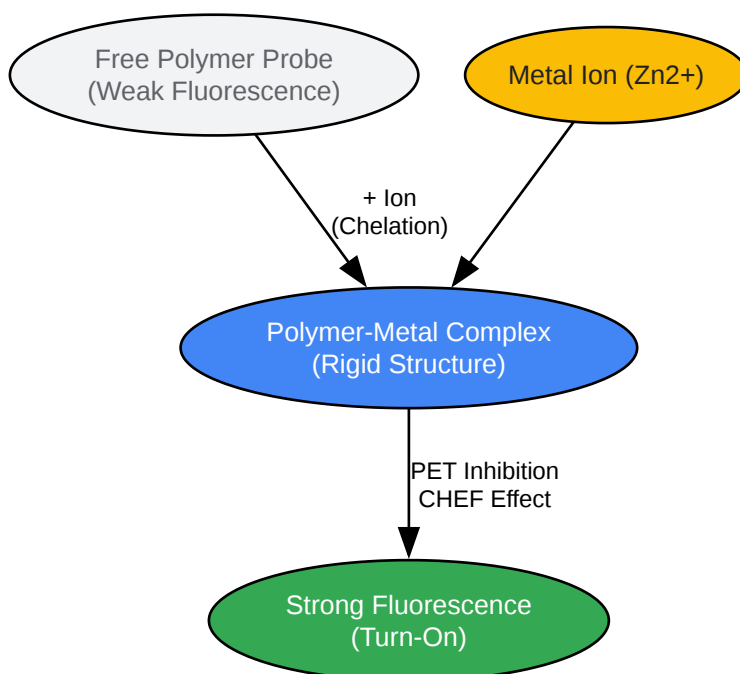 Free Polymer Probe
(Weak Fluorescence)
Metal Ion (Zn2+)
+ Ion
(Chelation)
Polymer-Metal Complex
(Rigid Structure)
PET Inhibition
CHEF Effect
Strong Fluorescence
(Turn-On)